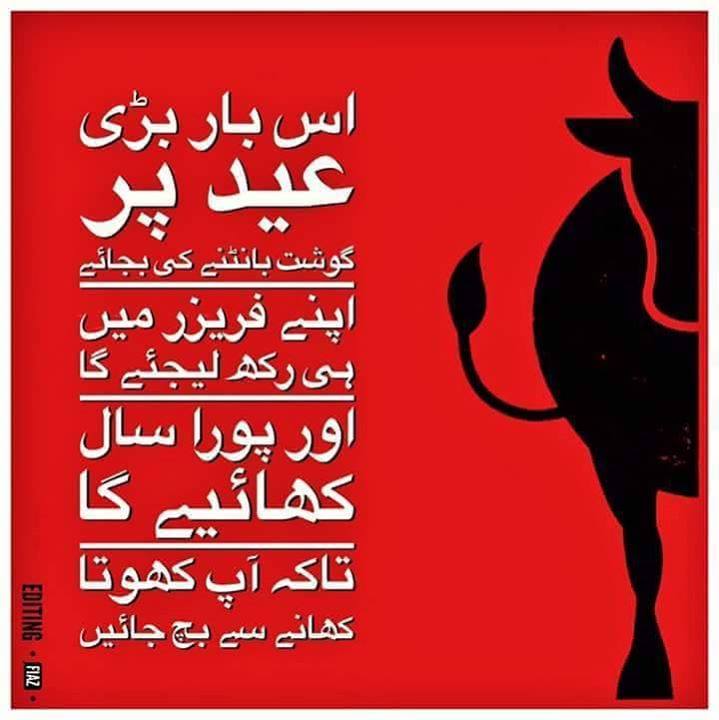 اس بار بڑی
عید پر
گوشت بانٹنے کی بجائے
اپنے فریزر میں
ہی رکھ لیجئے گا
اور پورا سال
کھائیے گا
تاکہ آپ کھوتا
کھانے سے بچ جائیں
EDITING • FIAZ •